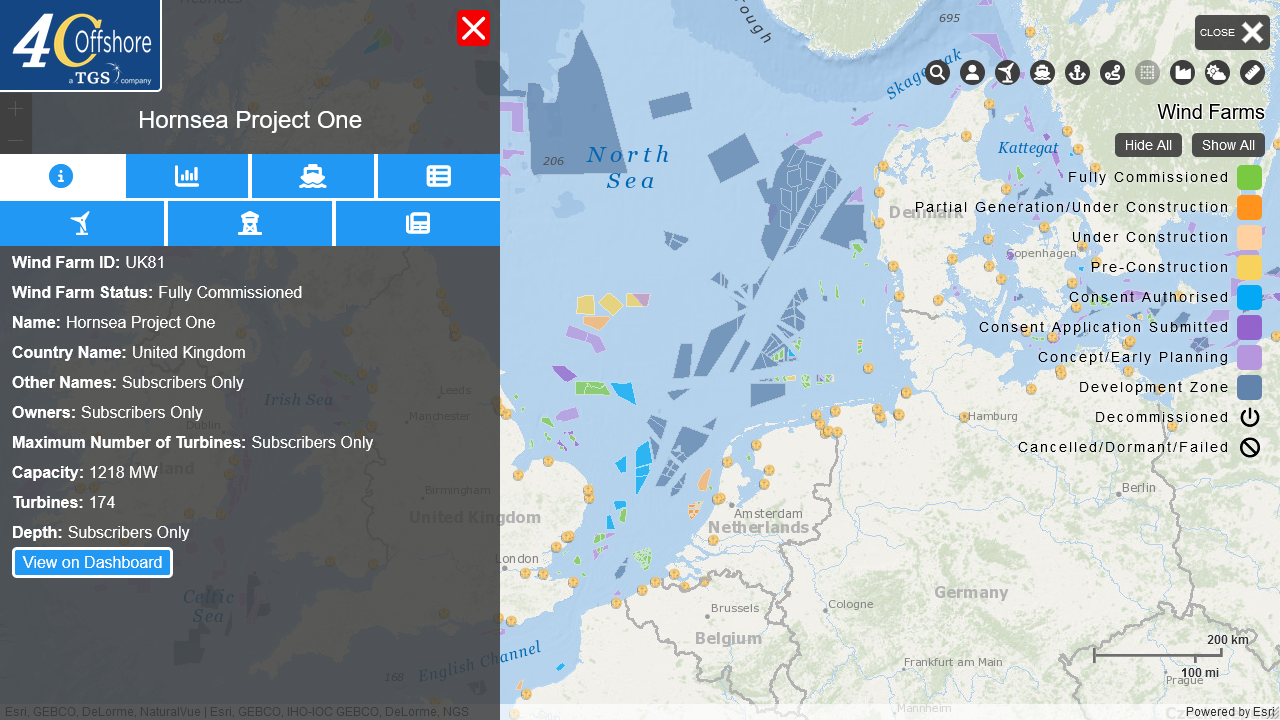 4C Offshore
a TGS company
Hornsea Project One
Wind Farm ID: UK81
Wind Farm Status: Fully Commissioned
Name: Hornsea Project One
Country Name: United Kingdom
Other Names: Subscribers Only
Owners: Subscribers Only
Maximum Number of Turbines: Subscribers Only
Capacity: 1218 MW
Turbines: 174
Depth: Subscribers Only
View on Dashboard
CLOSE
Wind Farms
Hide All
Show All
Fully Commissioned
Partial Generation/Under Construction
Under Construction
Pre-Construction
Consent Authorised
Consent Application Submitted
Concept/Early Planning
Development Zone
Decommissioned
Cancelled/Dormant/Failed
695
Skagerrak
Kattegat
206
North
Sea
Denmark
Copenhagen
Irish Sea
Leeds
Manchester
Dublin
Birmingham
United Kingdom
London
Celtic
Sea
168
English Channel
Hamburg
Berlin
Amsterdam
Netherlands
Brussels
Belgium
Cologne
Germany
Frankfurt am Main
Mannheim
Prague
200 km
100 mi
Esri, GEBCO, DeLorme, NaturalVue | Esri, GEBCO, IHO-IOC GEBCO, DeLorme, NGS
Powered by Esri